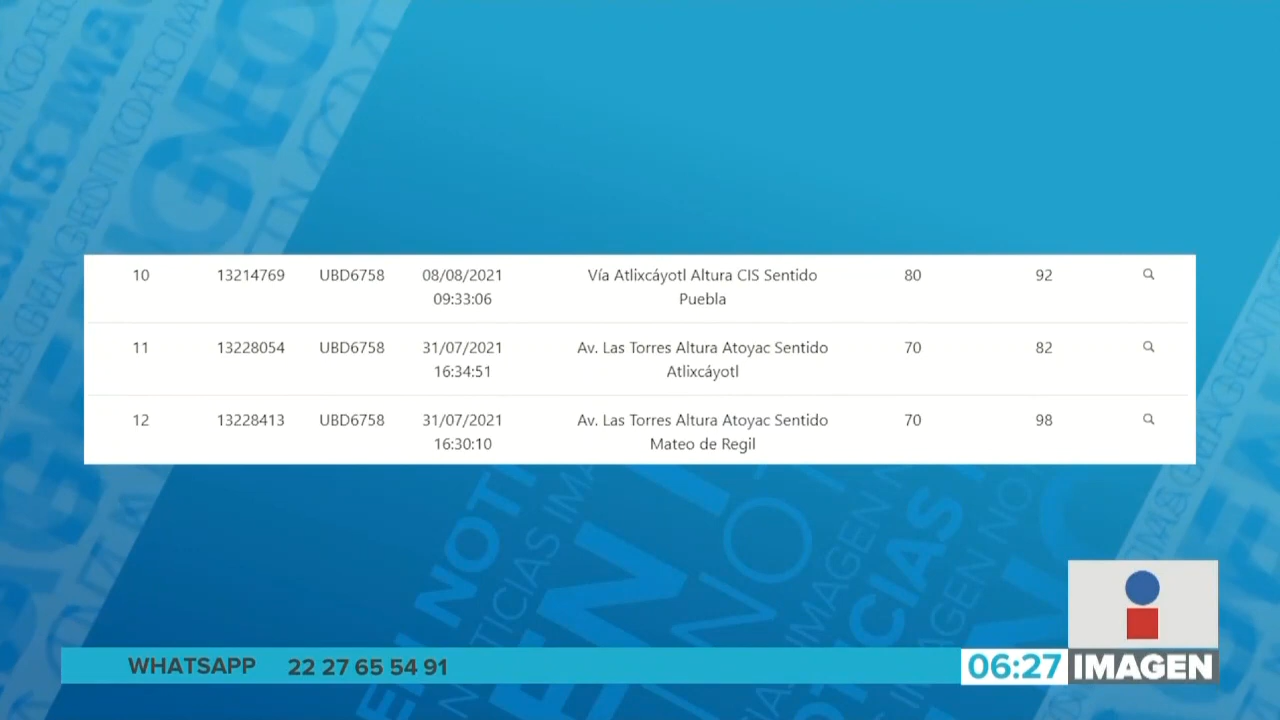 10 13214769 UBD6758 08/08/2021 Vía Atlixcáyotl Altura CIS Sentido 80 92
09:33:06 Puebla
11 13228054 UBD6758 31/07/2021 Av. Las Torres Altura Atoyac Sentido 70 82
16:34:51 Atlixcáyotl
12 13228413 UBD6758 31/07/2021 Av. Las Torres Altura Atoyac Sentido 70 98
16:30:10 Mateo de Regil
WHATSAPP 22 27 65 54 91
06:27 IMAGEN